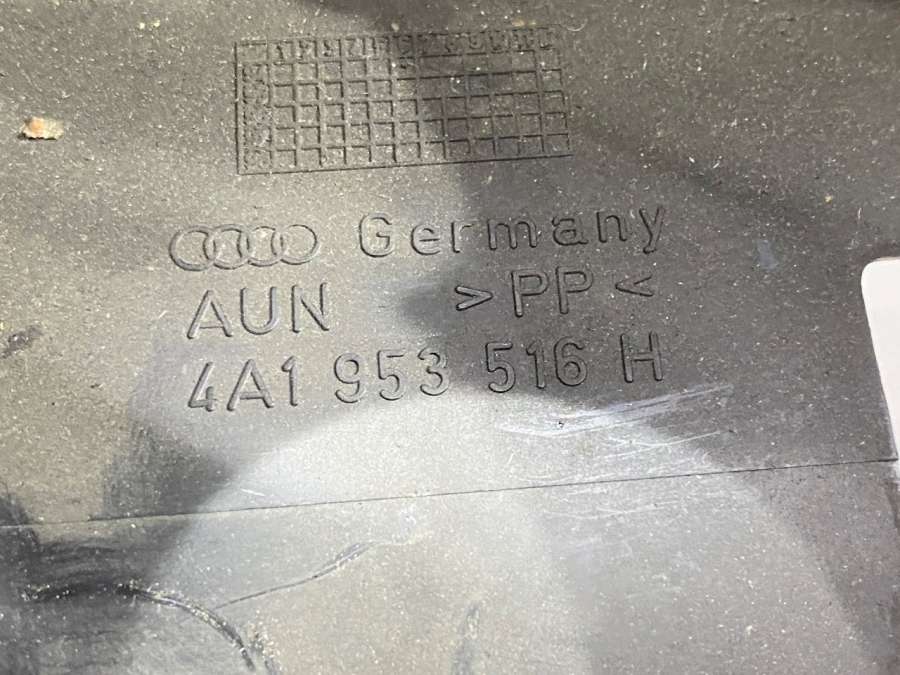 Germany
AUN >PP<
4A1 953 516 H